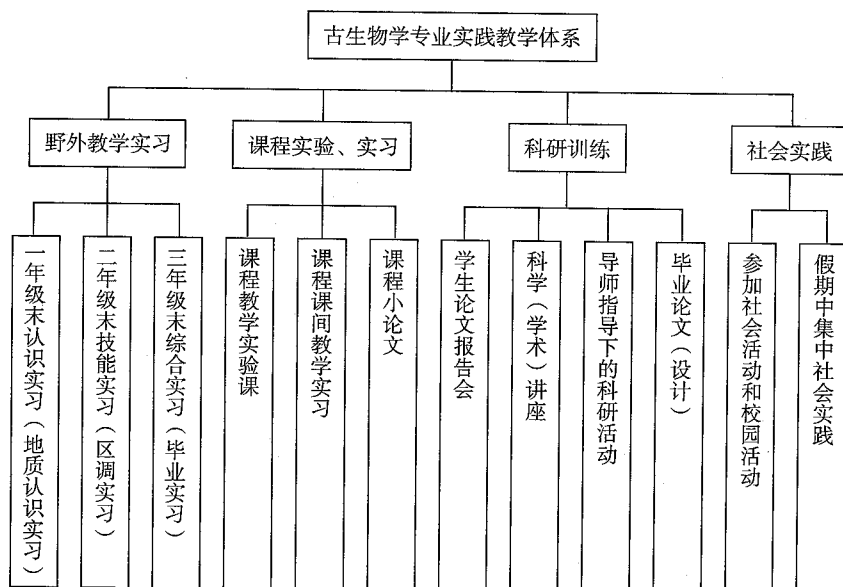 古生物学专业实践教学体系
野外教学实习
课程实验、实习
科研训练
社会实践
一年级末认识实习(地质认识实习)
二年级末技能实习(区调实习)
三年级末综合实习(毕业实习)
课程教学实验课
课程课间教学实习
课程小论文
学生论文报告会
科学(学术)讲座
导师指导下的科研活动
毕业论文(设计)
参加社会活动和校园活动
假期中集中社会实践